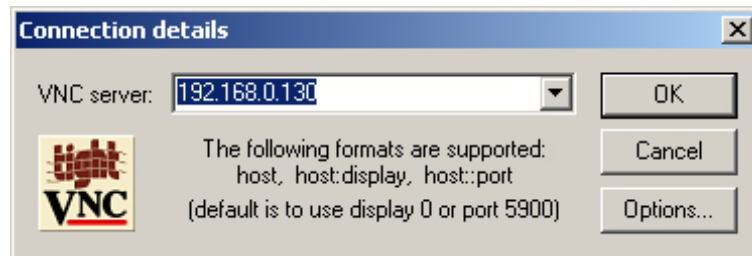 Connection details
VNC server: 192.168.0.130
OK
tight
VNC
The following formats are supported:
host, host:display, host::port
(default is to use display 0 or port 5900)
Cancel
Options...